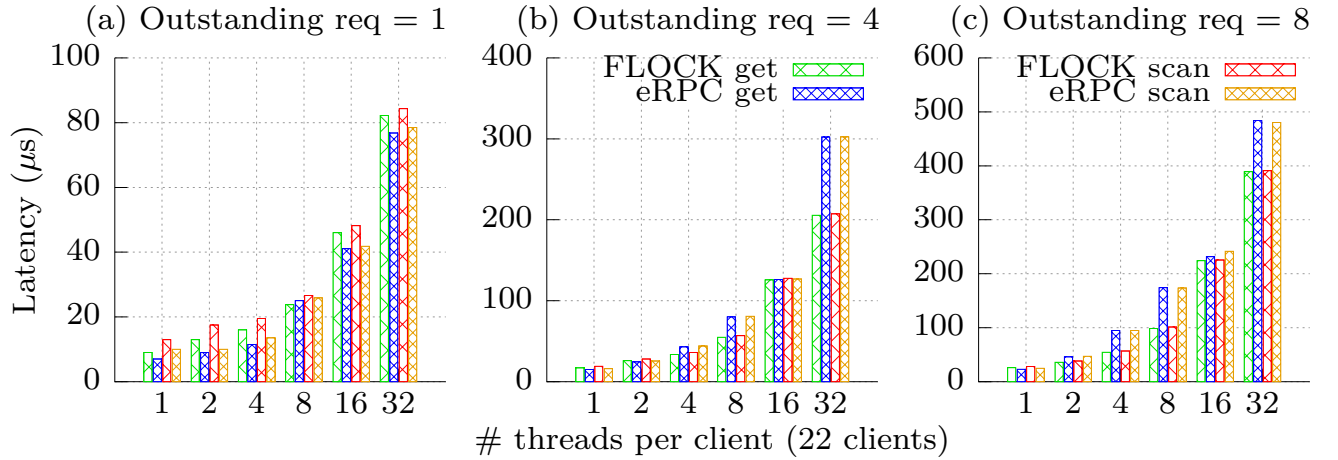 (a) Outstanding req = 1
(b) Outstanding req = 4
(c) Outstanding req = 8
Latency (μs)
100
80
60
40
20
0
1 2 4 8 16 32
400
300
200
100
0
1 2 4 8 16 32
FLOCK get
eRPC get
600
500
400
300
200
100
0
1 2 4 8 16 32
FLOCK scan
eRPC scan
# threads per client (22 clients)